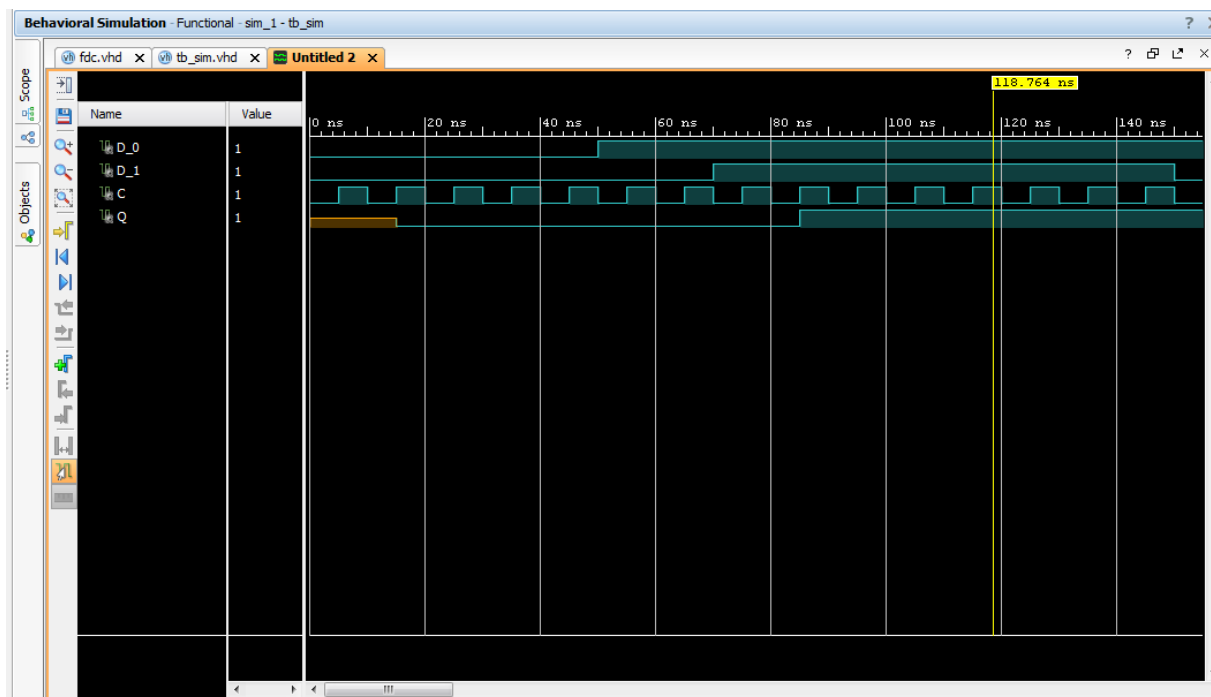 Behavioral Simulation - Functional - sim_1 - tb_sim
fdc.vhd
tb_sim.vhd
Untitled 2
Scope
Objects
118.764 ns
Name
Value
0 ns
20 ns
40 ns
60 ns
80 ns
100 ns
120 ns
140 ns
D_0
1
D_1
1
C
1
Q
1